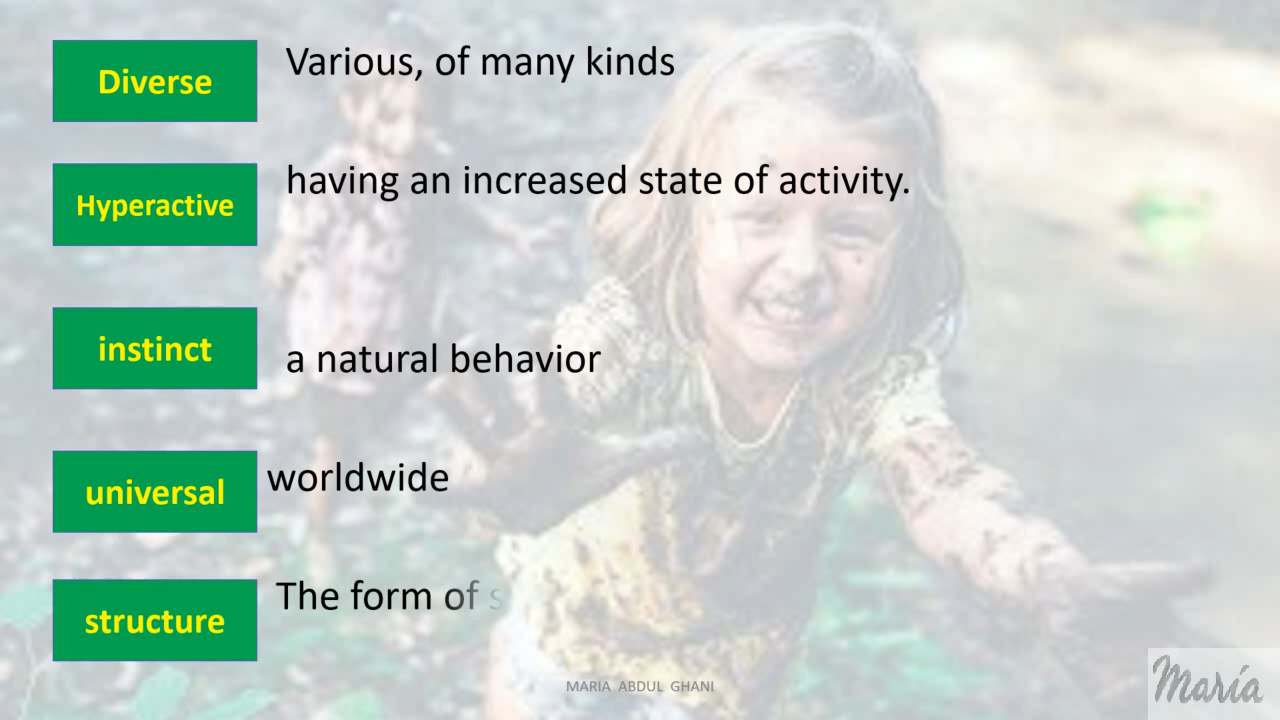 Diverse
Various, of many kinds
Hyperactive
having an increased state of activity.
instinct
a natural behavior
universal
worldwide
structure
The form of s
MARIA ABDUL GHANI
María